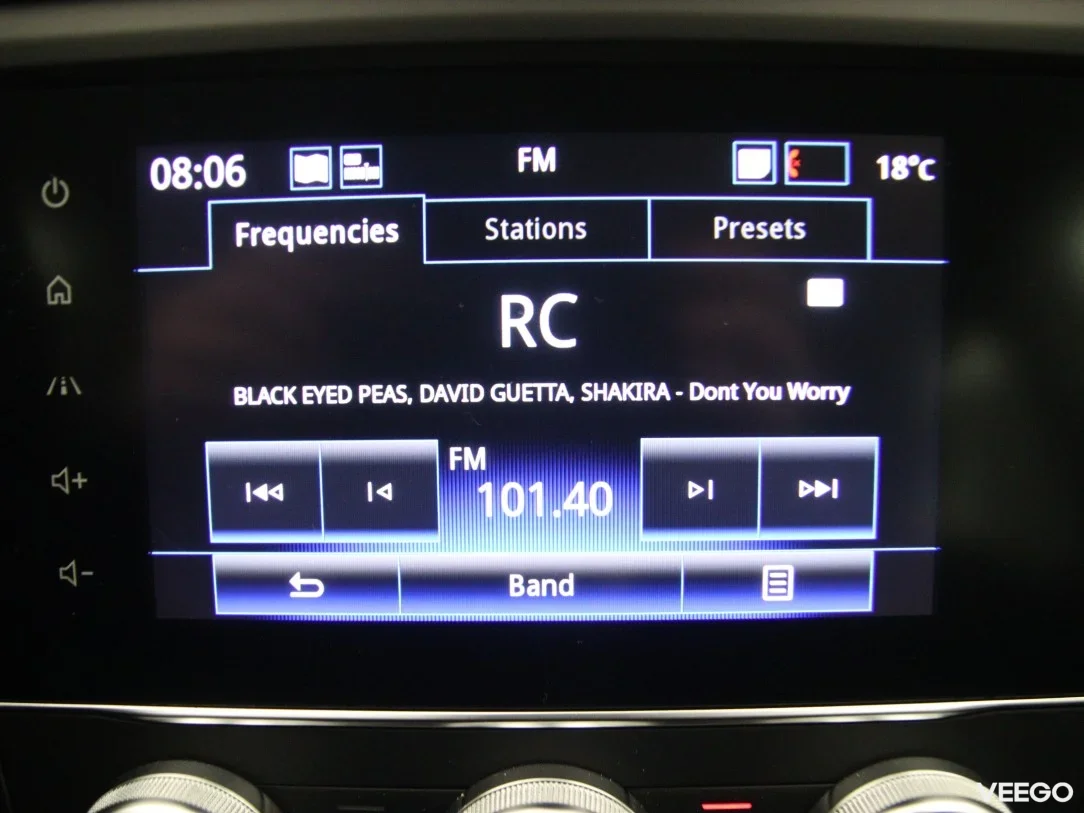 08:06 FM 18°C
Frequencies Stations Presets
RC
BLACK EYED PEAS, DAVID GUETTA, SHAKIRA - Dont You Worry
FM
101.40
Band
VEEGO